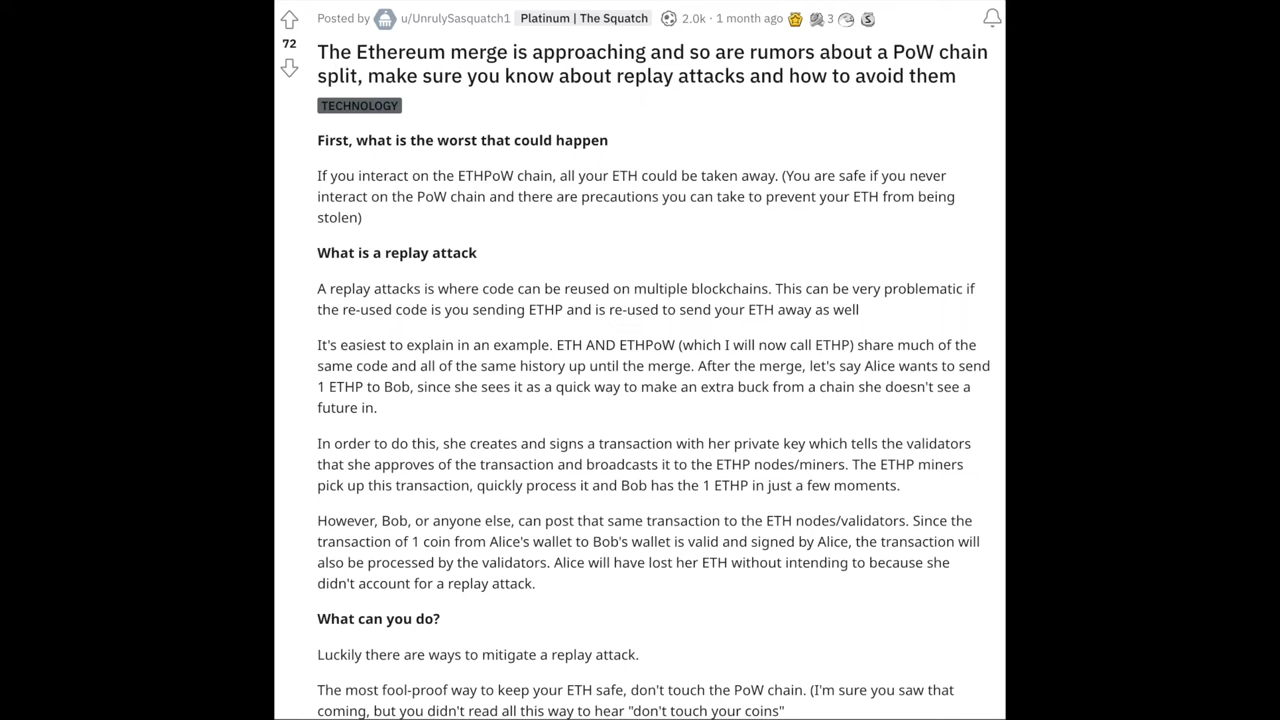 Posted by u/UnrulySasquatch1 Platinum | The Squatch 2.0k · 1 month ago 3
72
The Ethereum merge is approaching and so are rumors about a PoW chain
split, make sure you know about replay attacks and how to avoid them
TECHNOLOGY
First, what is the worst that could happen
If you interact on the ETHPoW chain, all your ETH could be taken away. (You are safe if you never
interact on the PoW chain and there are precautions you can take to prevent your ETH from being
stolen)
What is a replay attack
A replay attacks is where code can be reused on multiple blockchains. This can be very problematic if
the re-used code is you sending ETHP and is re-used to send your ETH away as well
It's easiest to explain in an example. ETH AND ETHPoW (which I will now call ETHP) share much of the
same code and all of the same history up until the merge. After the merge, let's say Alice wants to send
1 ETHP to Bob, since she sees it as a quick way to make an extra buck from a chain she doesn't see a
future in.
In order to do this, she creates and signs a transaction with her private key which tells the validators
that she approves of the transaction and broadcasts it to the ETHP nodes/miners. The ETHP miners
pick up this transaction, quickly process it and Bob has the 1 ETHP in just a few moments.
However, Bob, or anyone else, can post that same transaction to the ETH nodes/validators. Since the
transaction of 1 coin from Alice's wallet to Bob's wallet is valid and signed by Alice, the transaction will
also be processed by the validators. Alice will have lost her ETH without intending to because she
didn't account for a replay attack.
What can you do?
Luckily there are ways to mitigate a replay attack.
The most fool-proof way to keep your ETH safe, don't touch the PoW chain. (I'm sure you saw that
coming, but you didn't read all this way to hear "don't touch your coins"